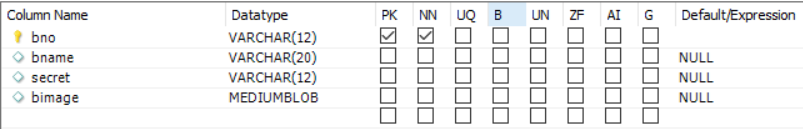 Column Name Datatype PK NN UQ B UN ZF AI G Default/Expression
bno VARCHAR(12)
bname VARCHAR(20) NULL
secret VARCHAR(12) NULL
bimage MEDIUMBLOB NULL